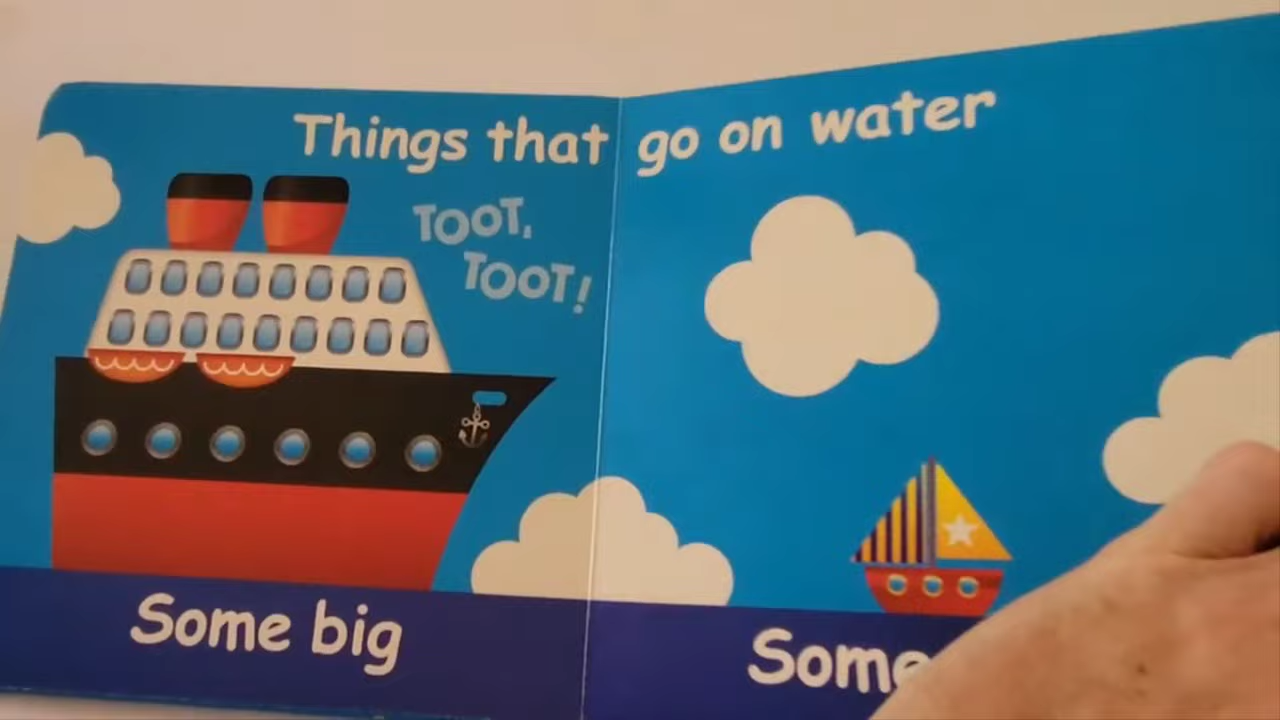 Things that go on water
TOOT,
TOOT!
Some big
Some